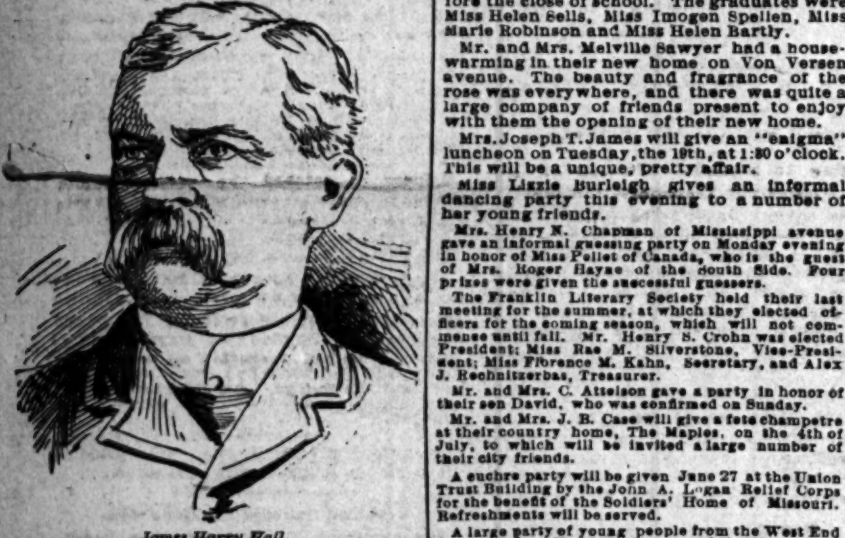 fore the close of school. The graduates were
Miss Helen Sells, Miss Imogen Spellen, Miss
Marie Robinson and Miss Helen Bartly.
Mr. and Mrs. Melville Sawyer had a house-
warming in their new home on Von Versen
avenue. The beauty and fragrance of the
rose was everywhere, and there was quite a
large company of friends present to enjoy
with them the opening of their new home.
Mrs. Joseph T. James will give an "enigma"
luncheon on Tuesday, the 19th, at 1:30 o'clock.
This will be a unique, pretty affair.
Miss Lizzie Burleigh gives an informal
dancing party this evening to a number of
her young friends.
Mrs. Henry N. Chapman of Mississippi avenue
gave an informal guessing party on Monday evening
in honor of Miss Pellet of Canada, who is the guest
of Mrs. Roger Hayne of the South Side. Four
prizes were given the successful guessers.
The Franklin Literary Society held their last
meeting for the summer, at which they elected of-
ficers for the coming season, which will not com-
mense until fall. Mr. Henry S. Crohn was elected
President; Miss Rae M. Silverstone, Vice-Presi-
dent; Miss Florence M. Kahn, Secretary, and Alex
J. Rechnitzerbas, Treasurer.
Mr. and Mrs. C. Attelson gave a party in honor of
their son David, who was confirmed on Sunday.
Mr. and Mrs. J. B. Case will give a fete champetre
at their country home, The Maples, on the 4th of
July, to which will be invited a large number of
their city friends.
A euchre party will be given June 27 at the Union
Trust Building by the John A. Logan Relief Corps
for the benefit of the Soldiers' Home of Missouri.
Refreshments will be served.
A large party of young people from the West End
James Harry Hall